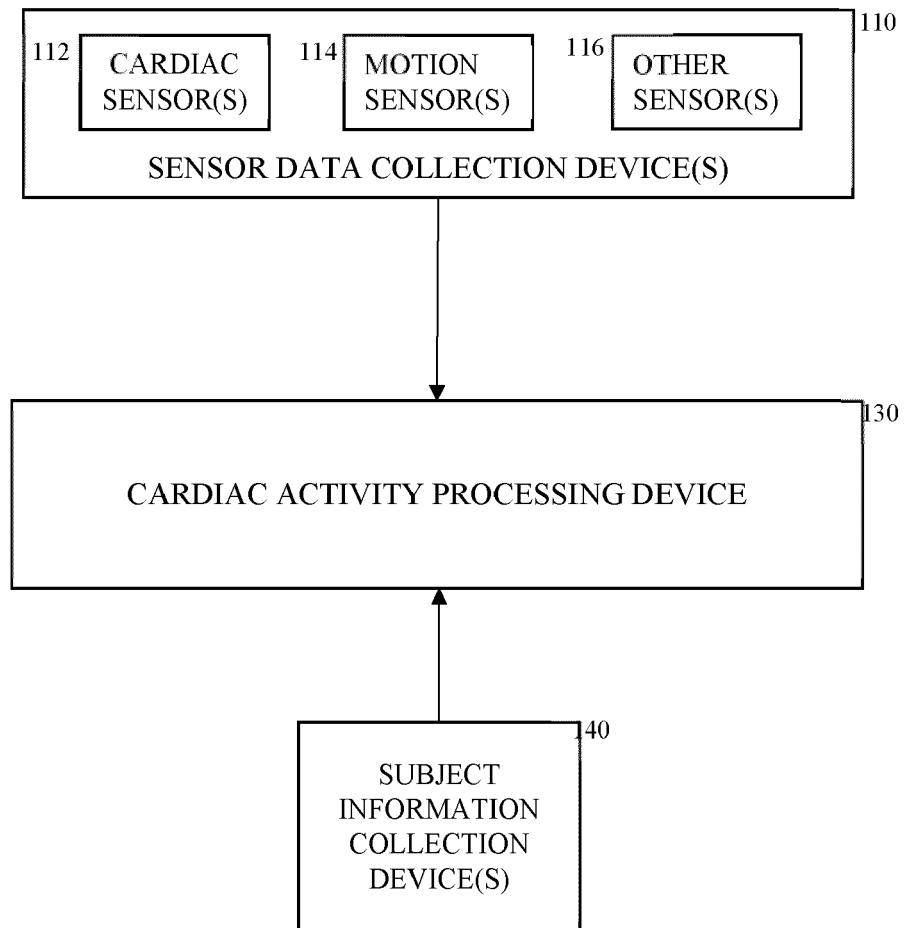 110
112
CARDIAC
SENSOR(S)
114
MOTION
SENSOR(S)
116
OTHER
SENSOR(S)
SENSOR DATA COLLECTION DEVICE(S)
130
CARDIAC ACTIVITY PROCESSING DEVICE
140
SUBJECT
INFORMATION
COLLECTION
DEVICE(S)